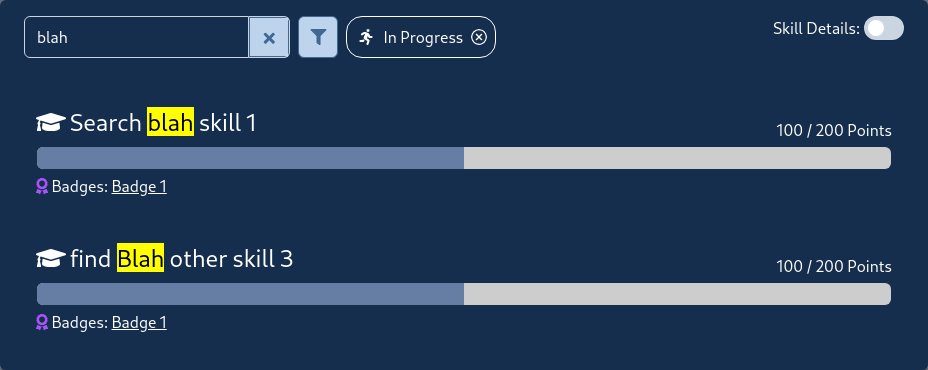 blah
In Progress
Skill Details:
Search blah skill 1
100 / 200 Points
Badges: Badge 1
find Blah other skill 3
100 / 200 Points
Badges: Badge 1